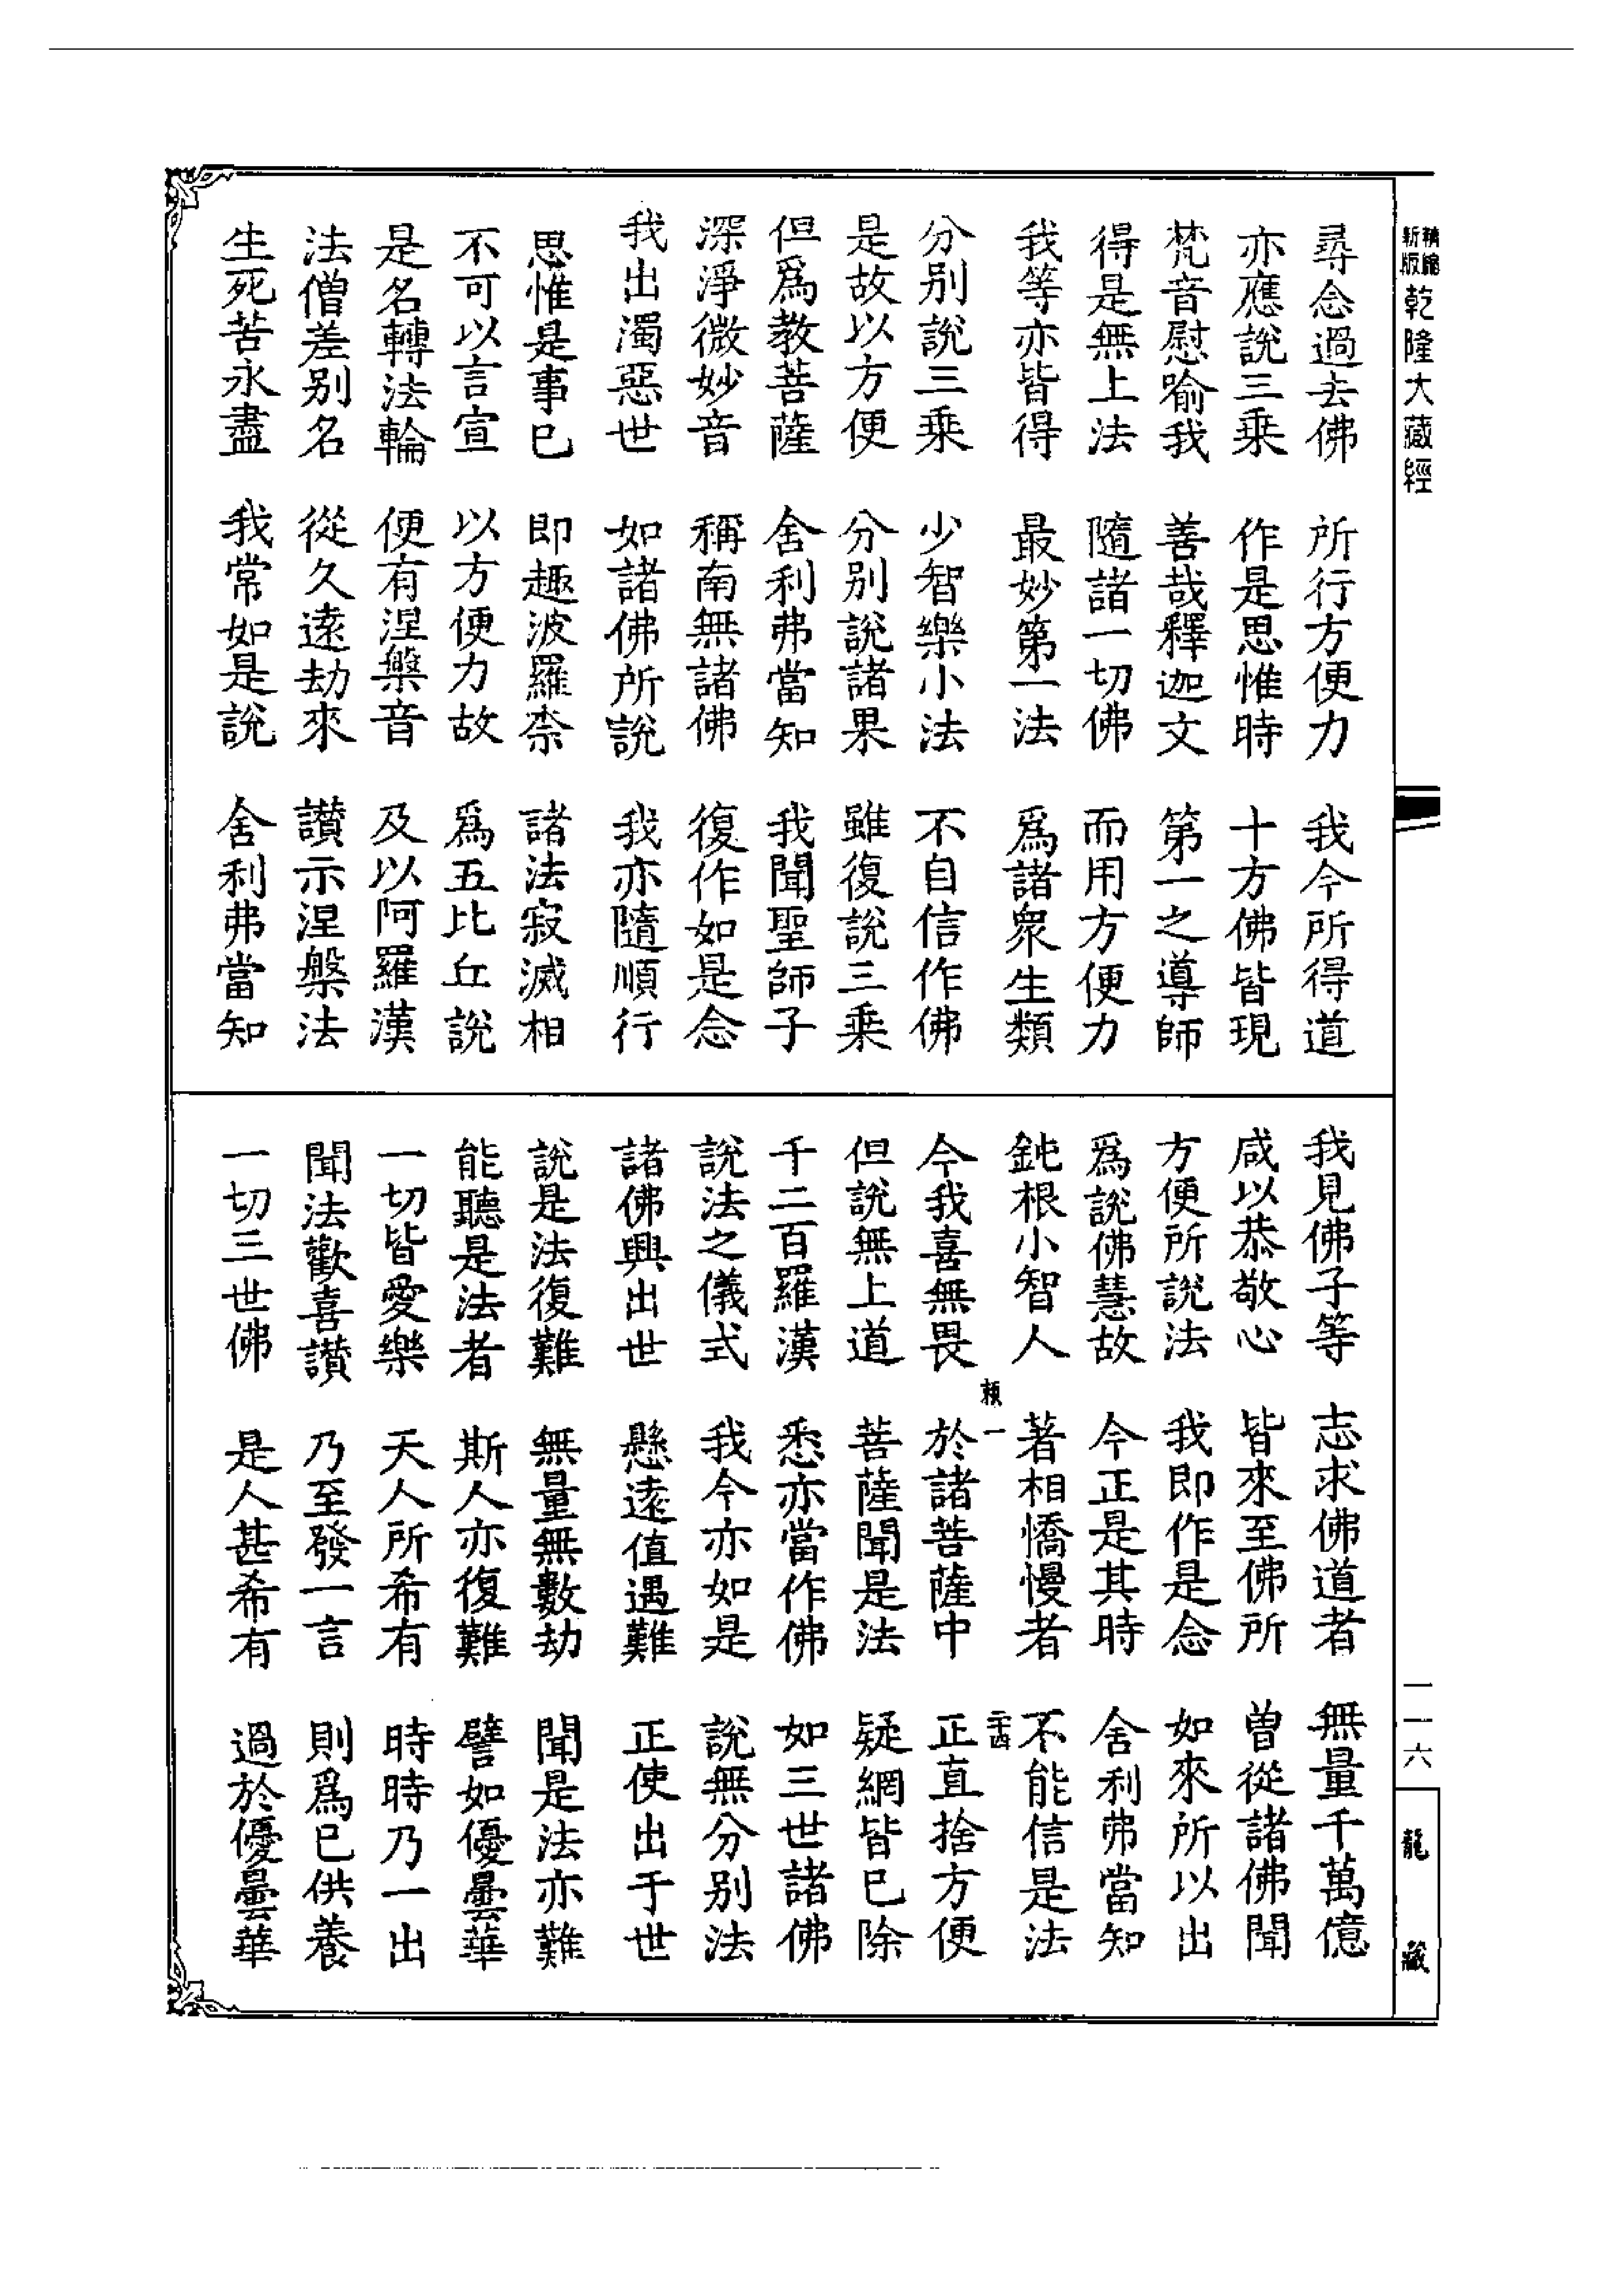 精縮
新版
乾隆大藏經
尋念過去佛　所行方便力　我今所得道
亦應說三乘　作是思惟時　十方佛皆現
梵音慰喻我　善哉釋迦文　第一之導師
得是無上法　隨諸一切佛　而用方便力
我等亦皆得　最妙第一法　爲諸眾生類
分別說三乘　少智樂小法　不自信作佛
是故以方便　分別說諸果　雖復說三乘
但爲教菩薩　舍利弗當知　我聞聖師子
深淨微妙音　稱南無諸佛　復作如是念
我出濁惡世　如諸佛所說　我亦隨順行
思惟是事已　即趣波羅柰　諸法寂滅相
不可以言宣　以方便力故　爲五比丘說
是名轉法輪　便有涅槃音　及以阿羅漢
法僧差別名　從久遠劫來　讚示涅槃法
生死苦永盡　我常如是說　舍利弗當知
我見佛子等　志求佛道者　無量千萬億
咸以恭敬心　皆來至佛所　曾從諸佛聞
方便所說法　我即作是念　如來所以出
爲說佛慧故　今正是其時　舍利弗當知
鈍根小智人　著相憍慢者　不能信是法
一　二十四
今我喜無畏　於諸菩薩中　正直捨方便
但說無上道　菩薩聞是法　疑網皆已除
千二百羅漢　悉亦當作佛　如三世諸佛
說法之儀式　我今亦如是　說無分別法
諸佛興出世　懸遠值遇難　正使出于世
說是法復難　無量無數劫　聞是法亦難
能聽是法者　斯人亦復難　譬如優曇華
一切皆愛樂　天人所希有　時時乃一出
聞法歡喜讚　乃至發一言　則爲已供養
一切三世佛　是人甚希有　過於優曇華
一一六
龍藏